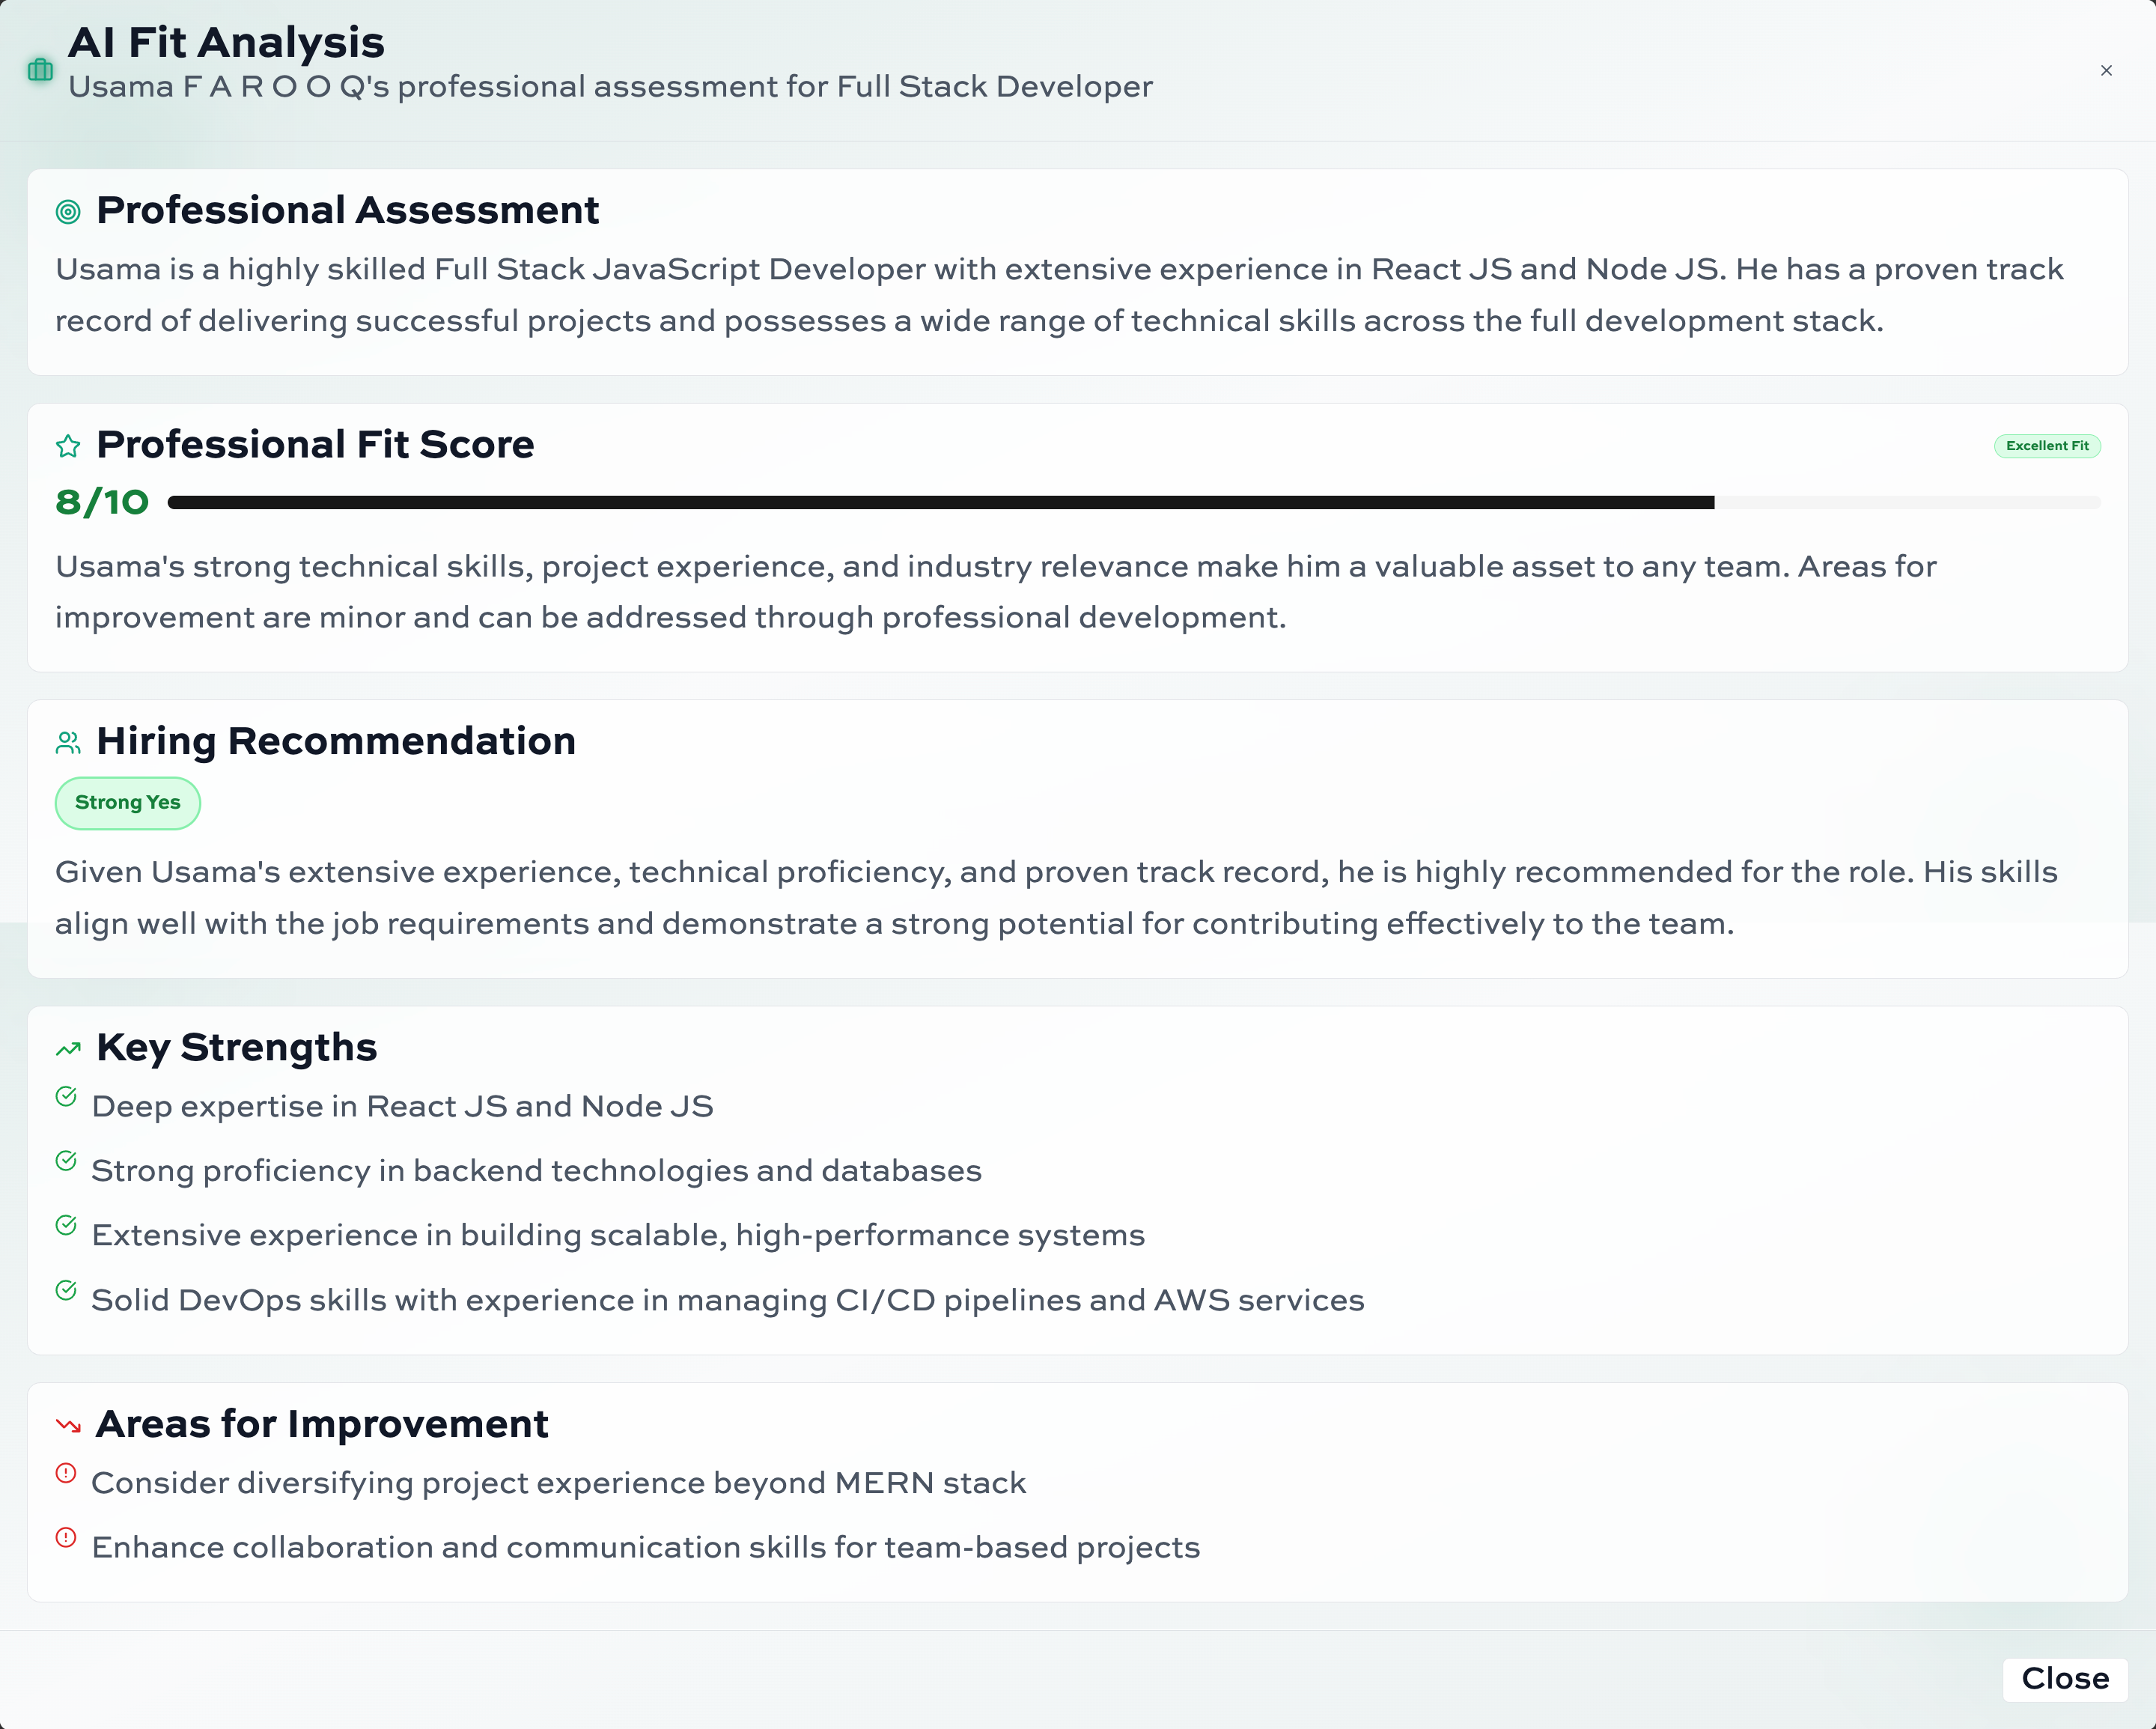 AI Fit Analysis
Usama F A R O O Q's professional assessment for Full Stack Developer
Professional Assessment
Usama is a highly skilled Full Stack JavaScript Developer with extensive experience in React JS and Node JS. He has a proven track
record of delivering successful projects and possesses a wide range of technical skills across the full development stack.
Professional Fit Score
Excellent Fit
8/10
Usama's strong technical skills, project experience, and industry relevance make him a valuable asset to any team. Areas for
improvement are minor and can be addressed through professional development.
Hiring Recommendation
Strong Yes
Given Usama's extensive experience, technical proficiency, and proven track record, he is highly recommended for the role. His skills
align well with the job requirements and demonstrate a strong potential for contributing effectively to the team.
Key Strengths
Deep expertise in React JS and Node JS
Strong proficiency in backend technologies and databases
Extensive experience in building scalable, high-performance systems
Solid DevOps skills with experience in managing CI/CD pipelines and AWS services
Areas for Improvement
Consider diversifying project experience beyond MERN stack
Enhance collaboration and communication skills for team-based projects
Close